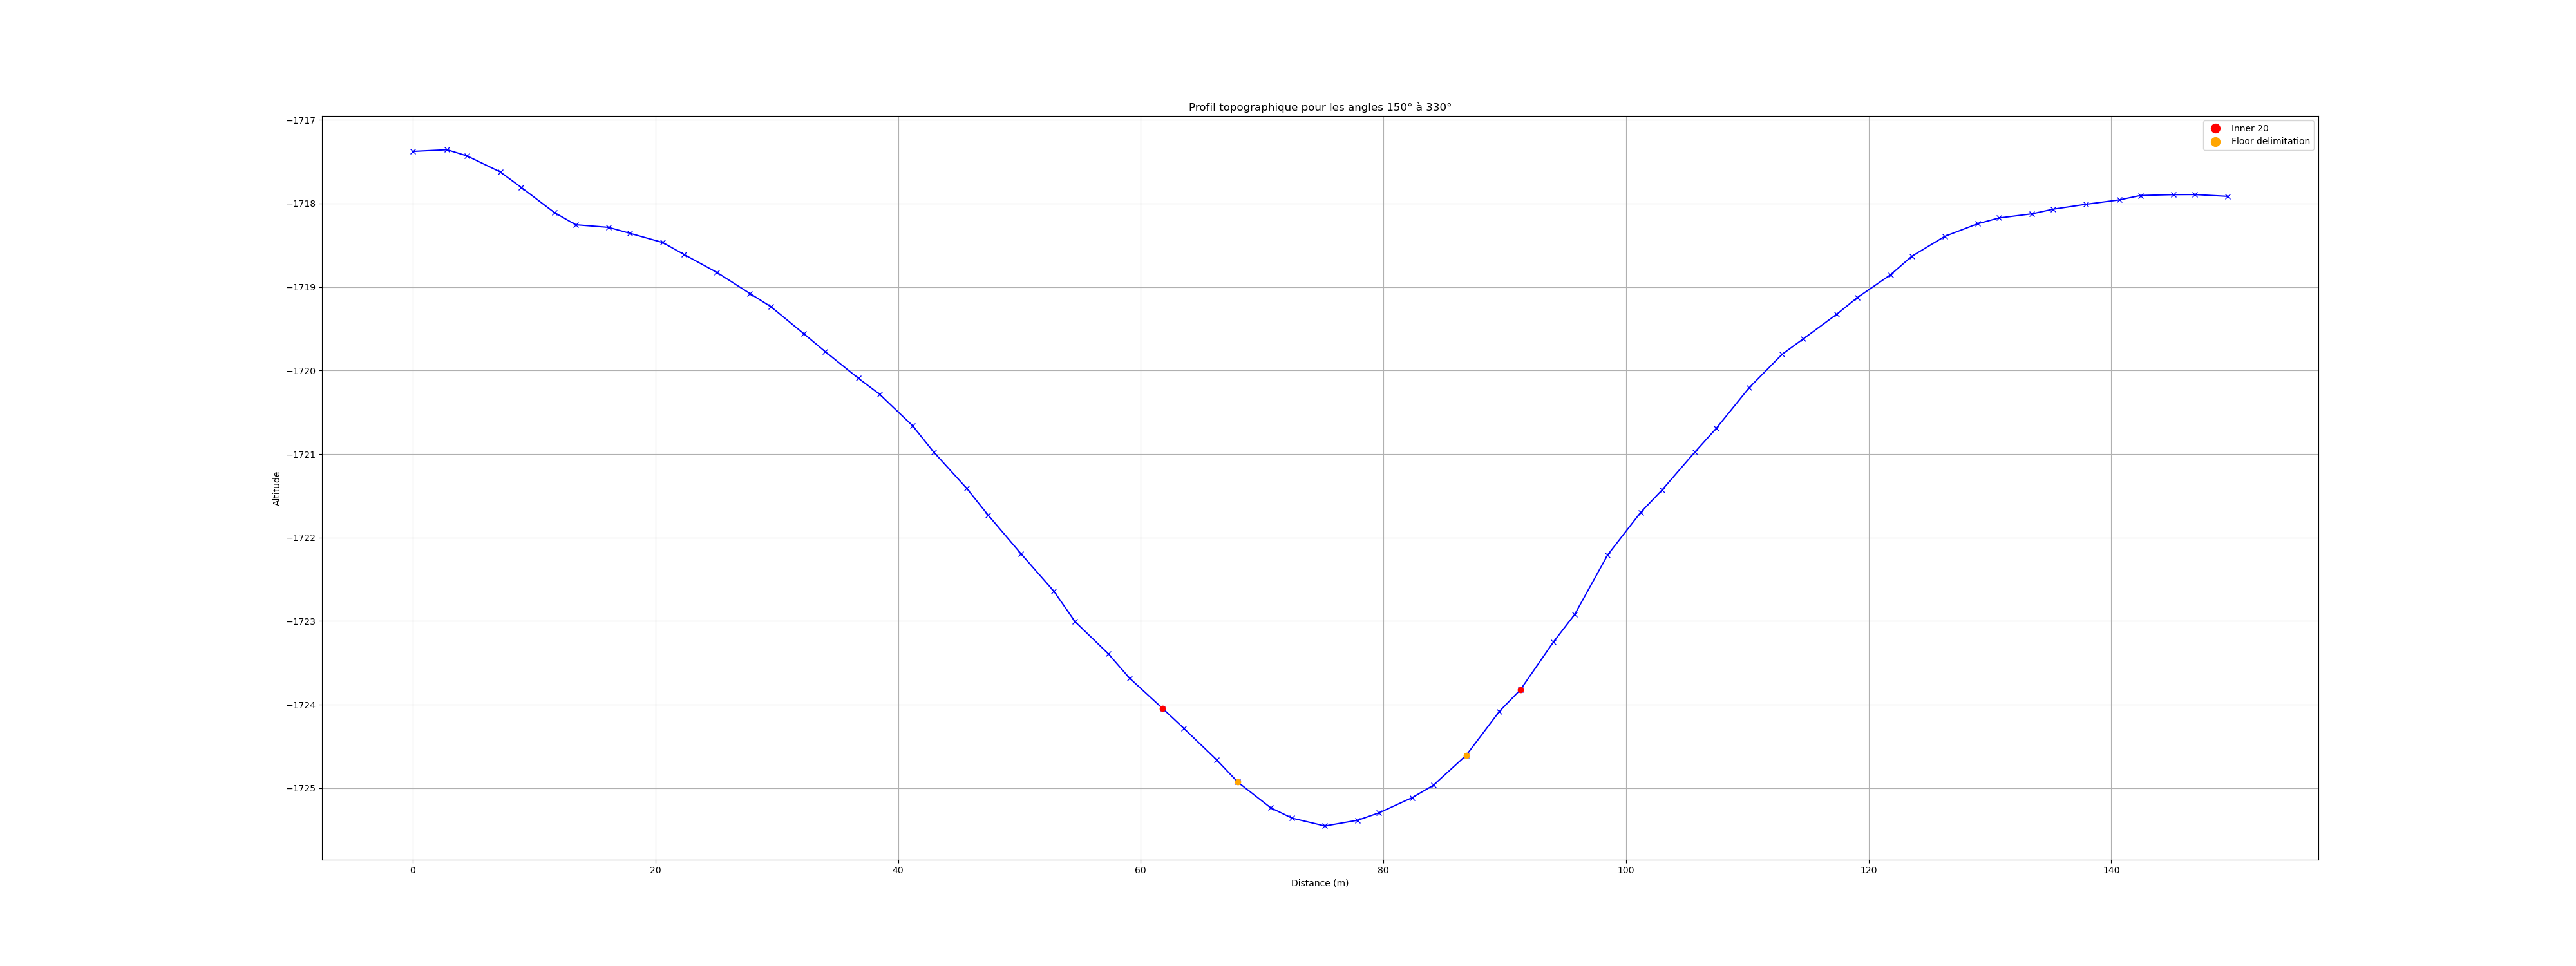 Profil topographique pour les angles 150° à 330°
Inner 20
Floor delimitation
−1717
−1718
−1719
−1720
−1721
−1722
−1723
−1724
−1725
Altitude
0 20 40 60 80 100 120 140
Distance (m)